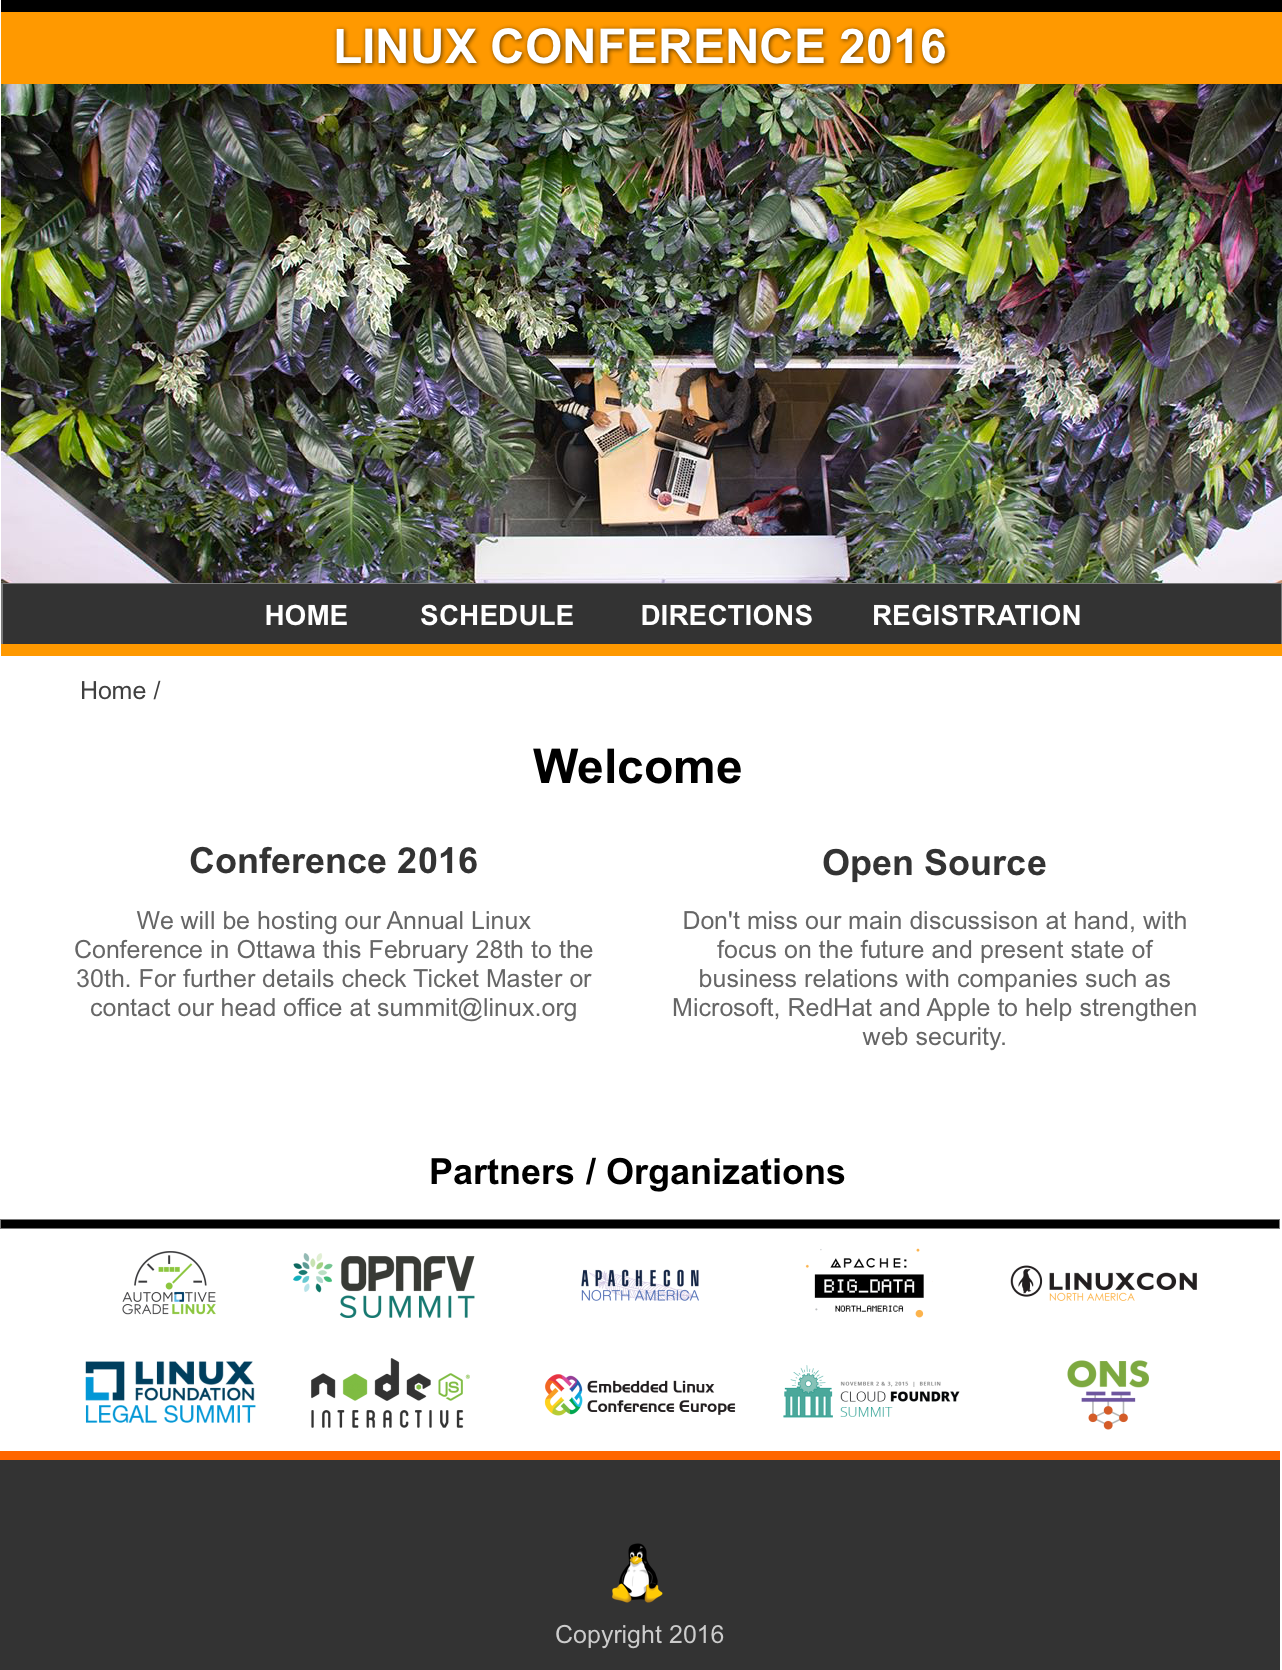 LINUX CONFERENCE 2016
HOME SCHEDULE DIRECTIONS REGISTRATION
Home /
Welcome
Conference 2016
We will be hosting our Annual Linux
Conference in Ottawa this February 28th to the
30th. For further details check Ticket Master or
contact our head office at summit@linux.org
Open Source
Don't miss our main discussison at hand, with
focus on the future and present state of
business relations with companies such as
Microsoft, RedHat and Apple to help strengthen
web security.
Partners / Organizations
AUTOMOTIVE
GRADE LINUX
OPNFV
SUMMIT
APACHECON
NORTH AMERICA
APACHE:
BIG_DATA
NORTH_AMERICA
LINUXCON
NORTH AMERICA
LINUX
FOUNDATION
LEGAL SUMMIT
node JS
INTERACTIVE
Embedded Linux
Conference Europe
NOVEMBER 2 & 3, 2015 | BERLIN
CLOUD FOUNDRY
SUMMIT
ONS
Copyright 2016